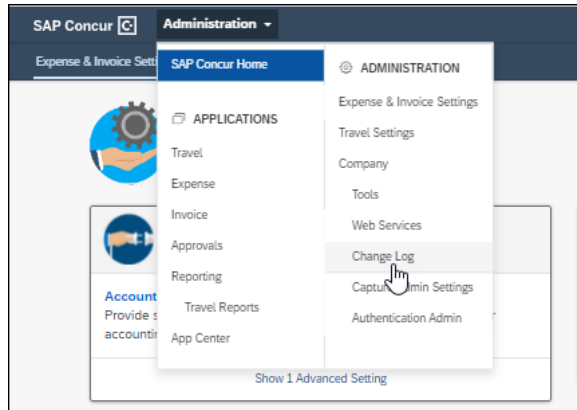 SAP Concur C Administration
Expense & Invoice Setti
SAP Concur Home
APPLICATIONS
Travel
Expense
Invoice
Approvals
Reporting
Travel Reports
App Center
ADMINISTRATION
Expense & Invoice Settings
Travel Settings
Company
Tools
Web Services
Change Log
Capture Admin Settings
Authentication Admin
Account
Provide s
accountin
r
Show 1 Advanced Setting